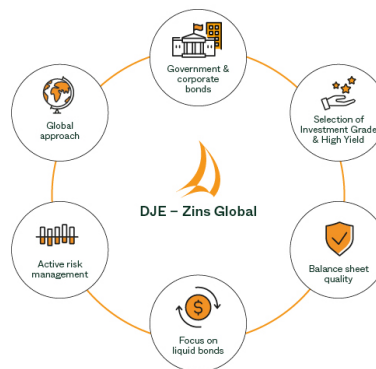 Government &
corporate
bonds
Selection of
Investment Grade
& High Yield
Balance sheet
quality
$
Focus on
liquid bonds
Active risk
management
Global
approach
DJE – Zins Global